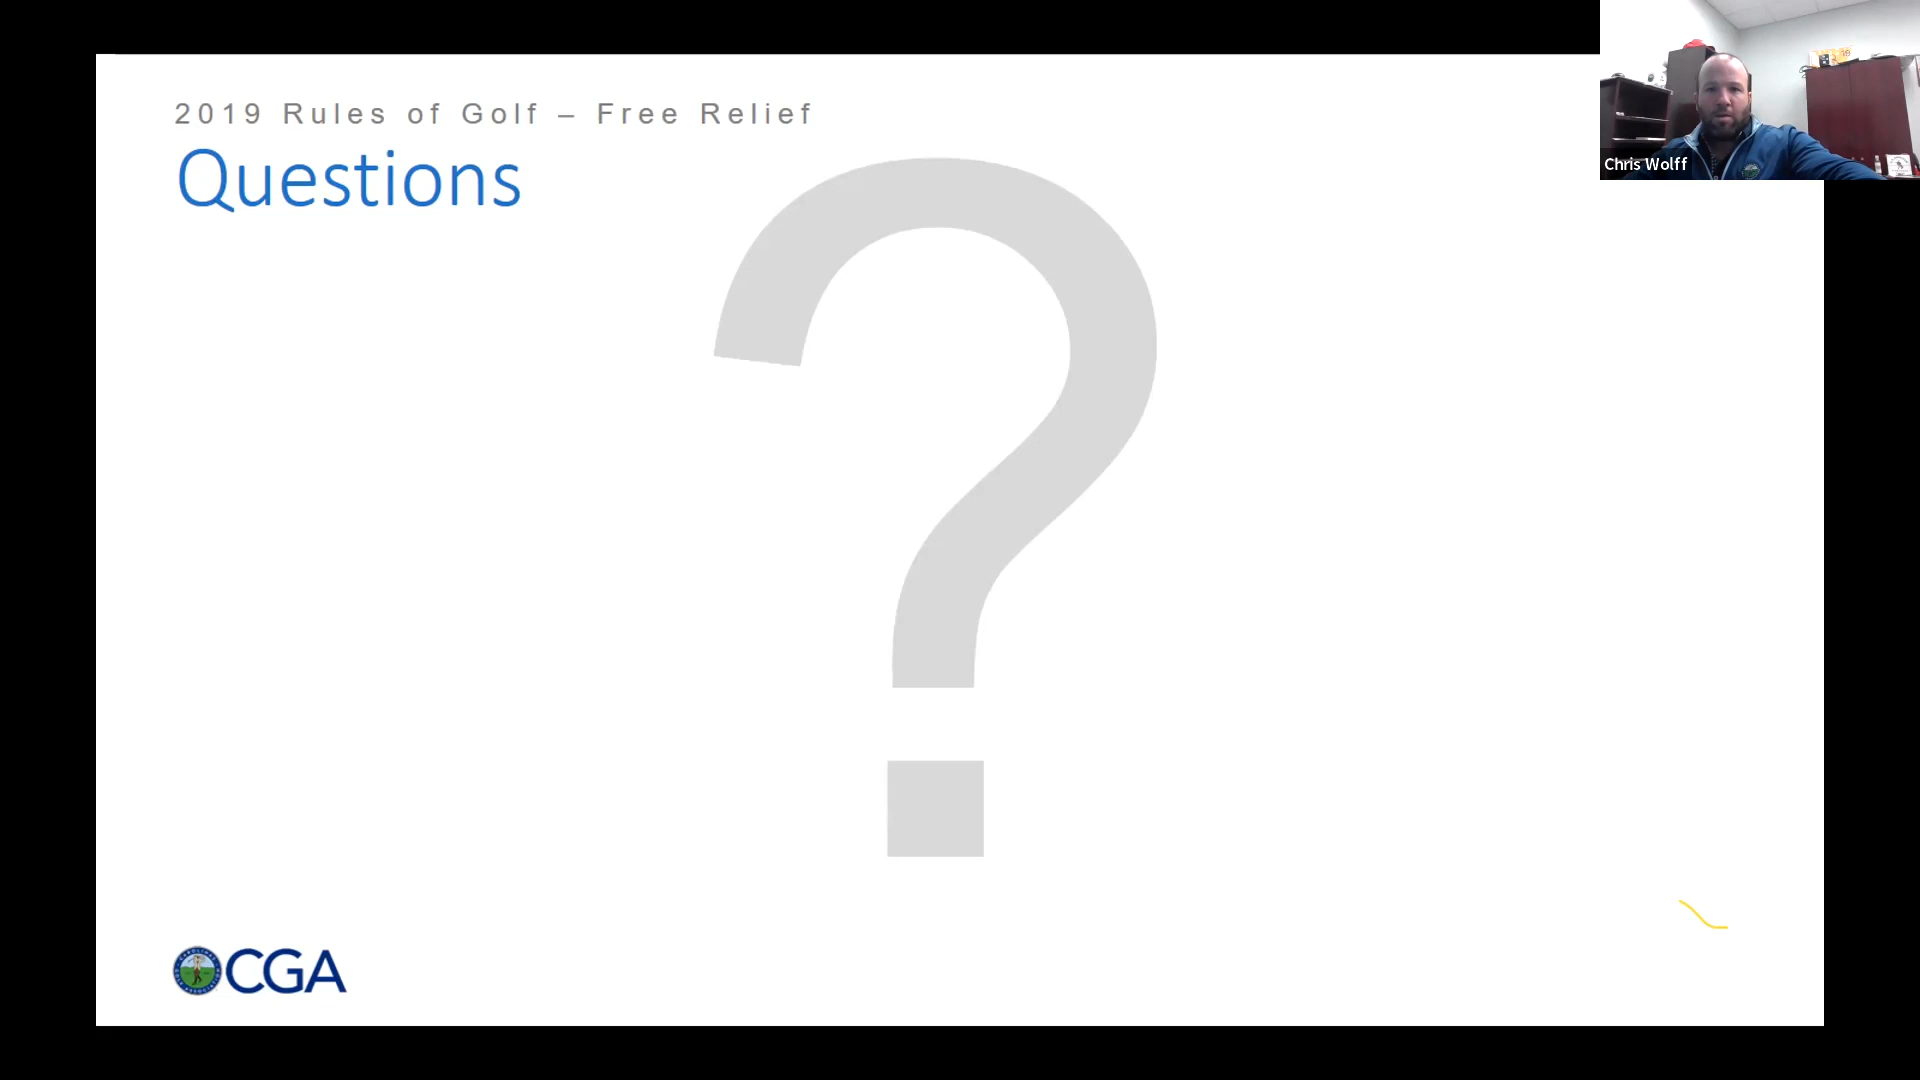 2019 Rules of Golf – Free Relief
Questions
?
Chris Wolff
CGA